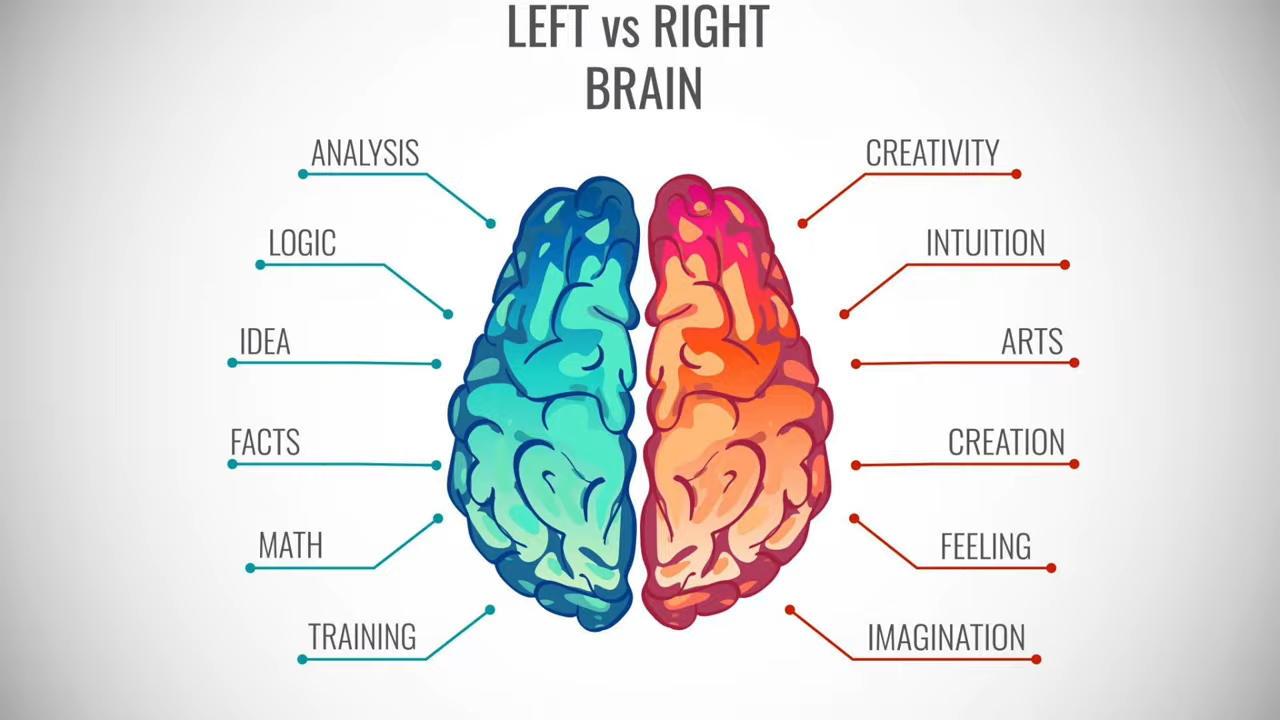 LEFT vs RIGHT
BRAIN
ANALYSIS
LOGIC
IDEA
FACTS
MATH
TRAINING
CREATIVITY
INTUITION
ARTS
CREATION
FEELING
IMAGINATION